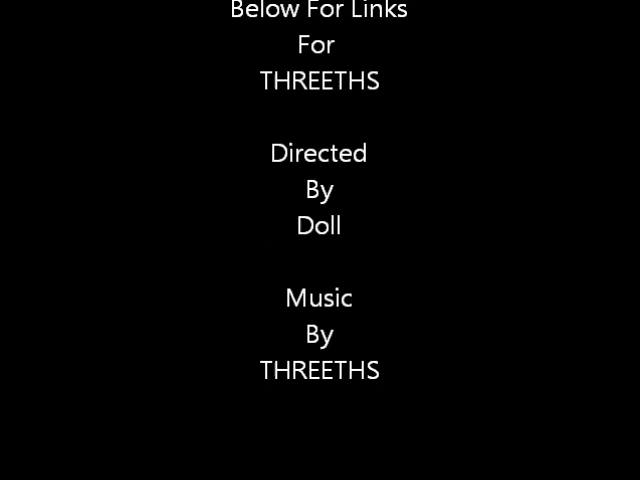 Below For Links
For
THREETHS
Directed
By
Doll
Music
By
THREETHS